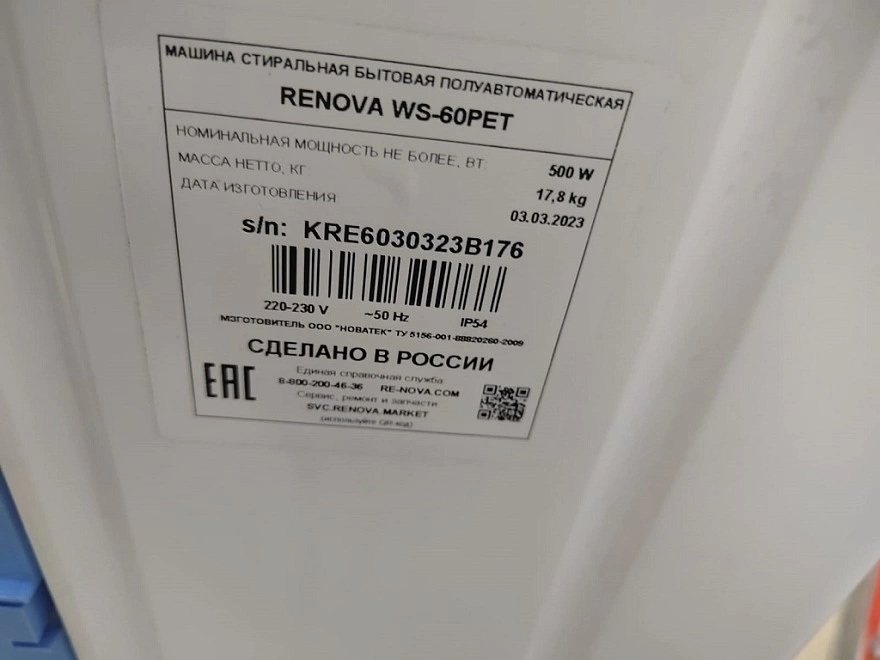 МАШИНА СТИРАЛЬНАЯ БЫТОВАЯ ПОЛУАВТОМАТИЧЕСКАЯ
RENOVA WS-60PET
НОМИНАЛЬНАЯ МОЩНОСТЬ НЕ БОЛЕЕ, ВТ: 500 W
МАССА НЕТТО, КГ: 17,8 kg
ДАТА ИЗГОТОВЛЕНИЯ 03.03.2023
s/n: KRE6030323B176
220-230 V ~50 Hz IP54
ИЗГОТОВИТЕЛЬ ООО "НОВАТЕК" ТУ 5156-001-88820260-2009
СДЕЛАНО В РОССИИ
EAC
Единая справочная служба
8-800-200-46-36 RE-NOVA.COM
Сервис, ремонт и запчасти
SVC.RENOVA.MARKET
(используйте QR-код)